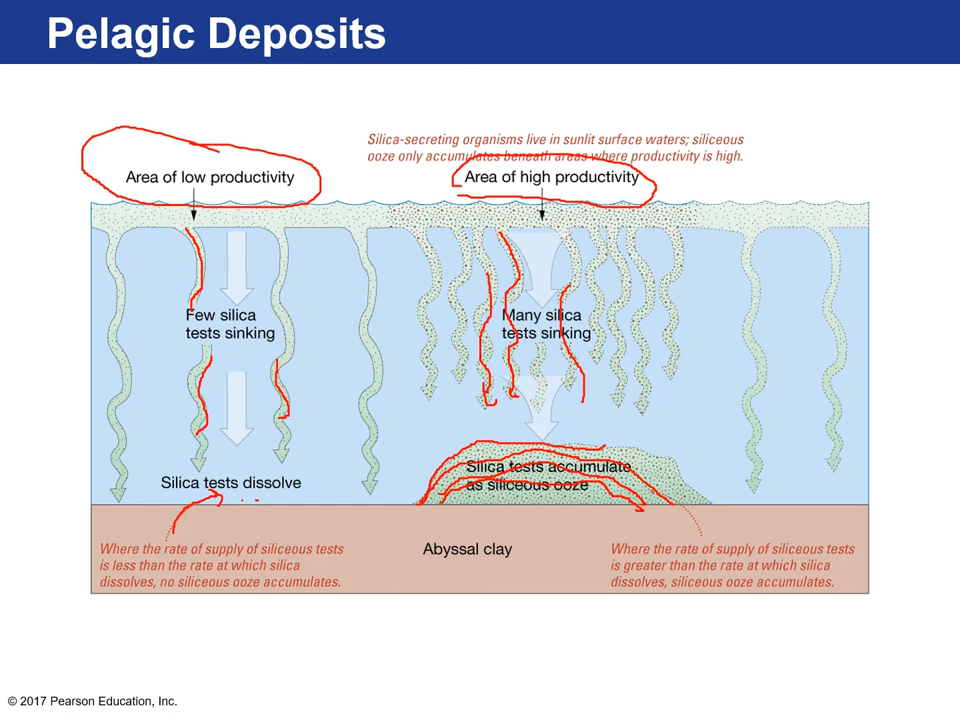 Pelagic Deposits
Silica-secreting organisms live in sunlit surface waters; siliceous
ooze only accumulates beneath areas where productivity is high.
Area of low productivity
Area of high productivity
Few silica
tests sinking
Many silica
tests sinking
Silica tests dissolve
Silica tests accumulate
as siliceous ooze
Where the rate of supply of siliceous tests
is less than the rate at which silica
dissolves, no siliceous ooze accumulates.
Abyssal clay
Where the rate of supply of siliceous tests
is greater than the rate at which silica
dissolves, siliceous ooze accumulates.
© 2017 Pearson Education, Inc.